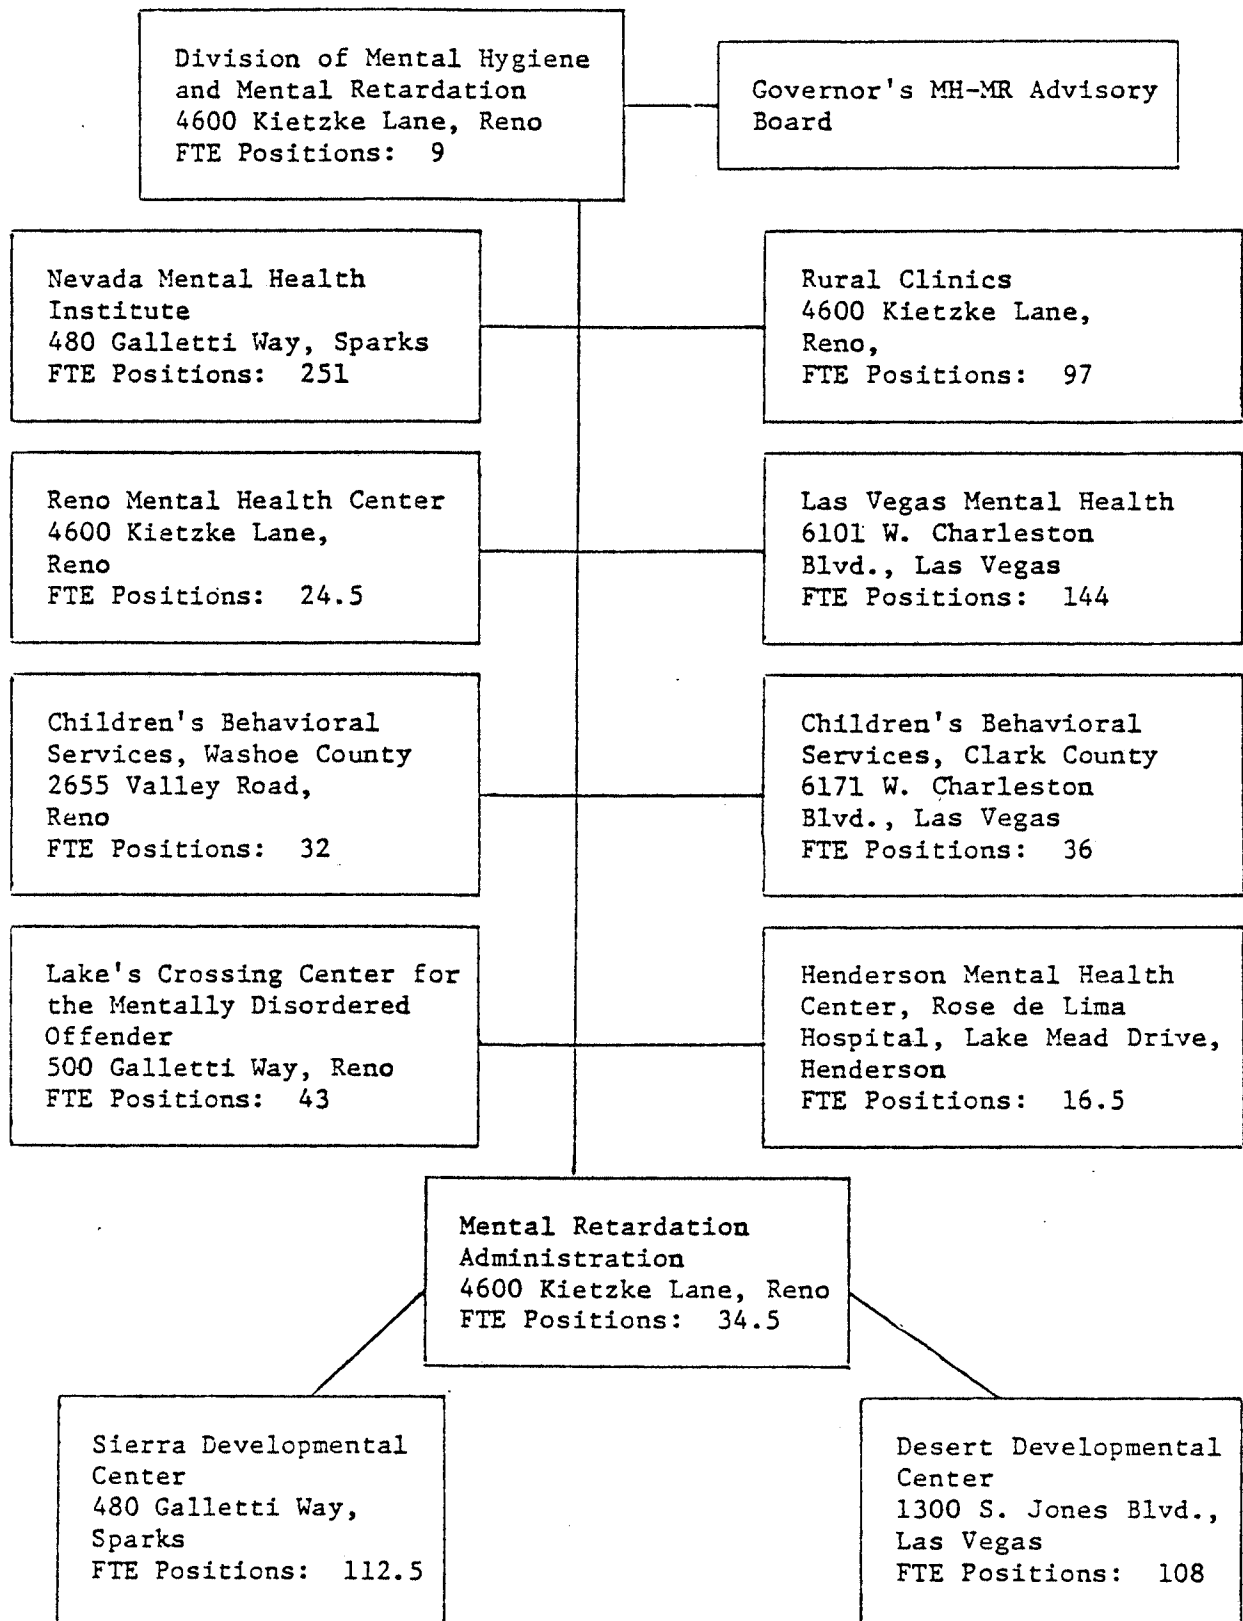 Division of Mental Hygiene
and Mental Retardation
4600 Kietzke Lane, Reno
FTE Positions: 9
Governor's MH-MR Advisory
Board
Nevada Mental Health
Institute
480 Galletti Way, Sparks
FTE Positions: 251
Rural Clinics
4600 Kietzke Lane,
Reno,
FTE Positions: 97
Reno Mental Health Center
4600 Kietzke Lane,
Reno
FTE Positions: 24.5
Las Vegas Mental Health
6101 W. Charleston
Blvd., Las Vegas
FTE Positions: 144
Children's Behavioral
Services, Washoe County
2655 Valley Road,
Reno
FTE Positions: 32
Children's Behavioral
Services, Clark County
6171 W. Charleston
Blvd., Las Vegas
FTE Positions: 36
Lake's Crossing Center for
the Mentally Disordered
Offender
500 Galletti Way, Reno
FTE Positions: 43
Henderson Mental Health
Center, Rose de Lima
Hospital, Lake Mead Drive,
Henderson
FTE Positions: 16.5
Mental Retardation
Administration
4600 Kietzke Lane, Reno
FTE Positions: 34.5
Sierra Developmental
Center
480 Galletti Way,
Sparks
FTE Positions: 112.5
Desert Developmental
Center
1300 S. Jones Blvd.,
Las Vegas
FTE Positions: 108